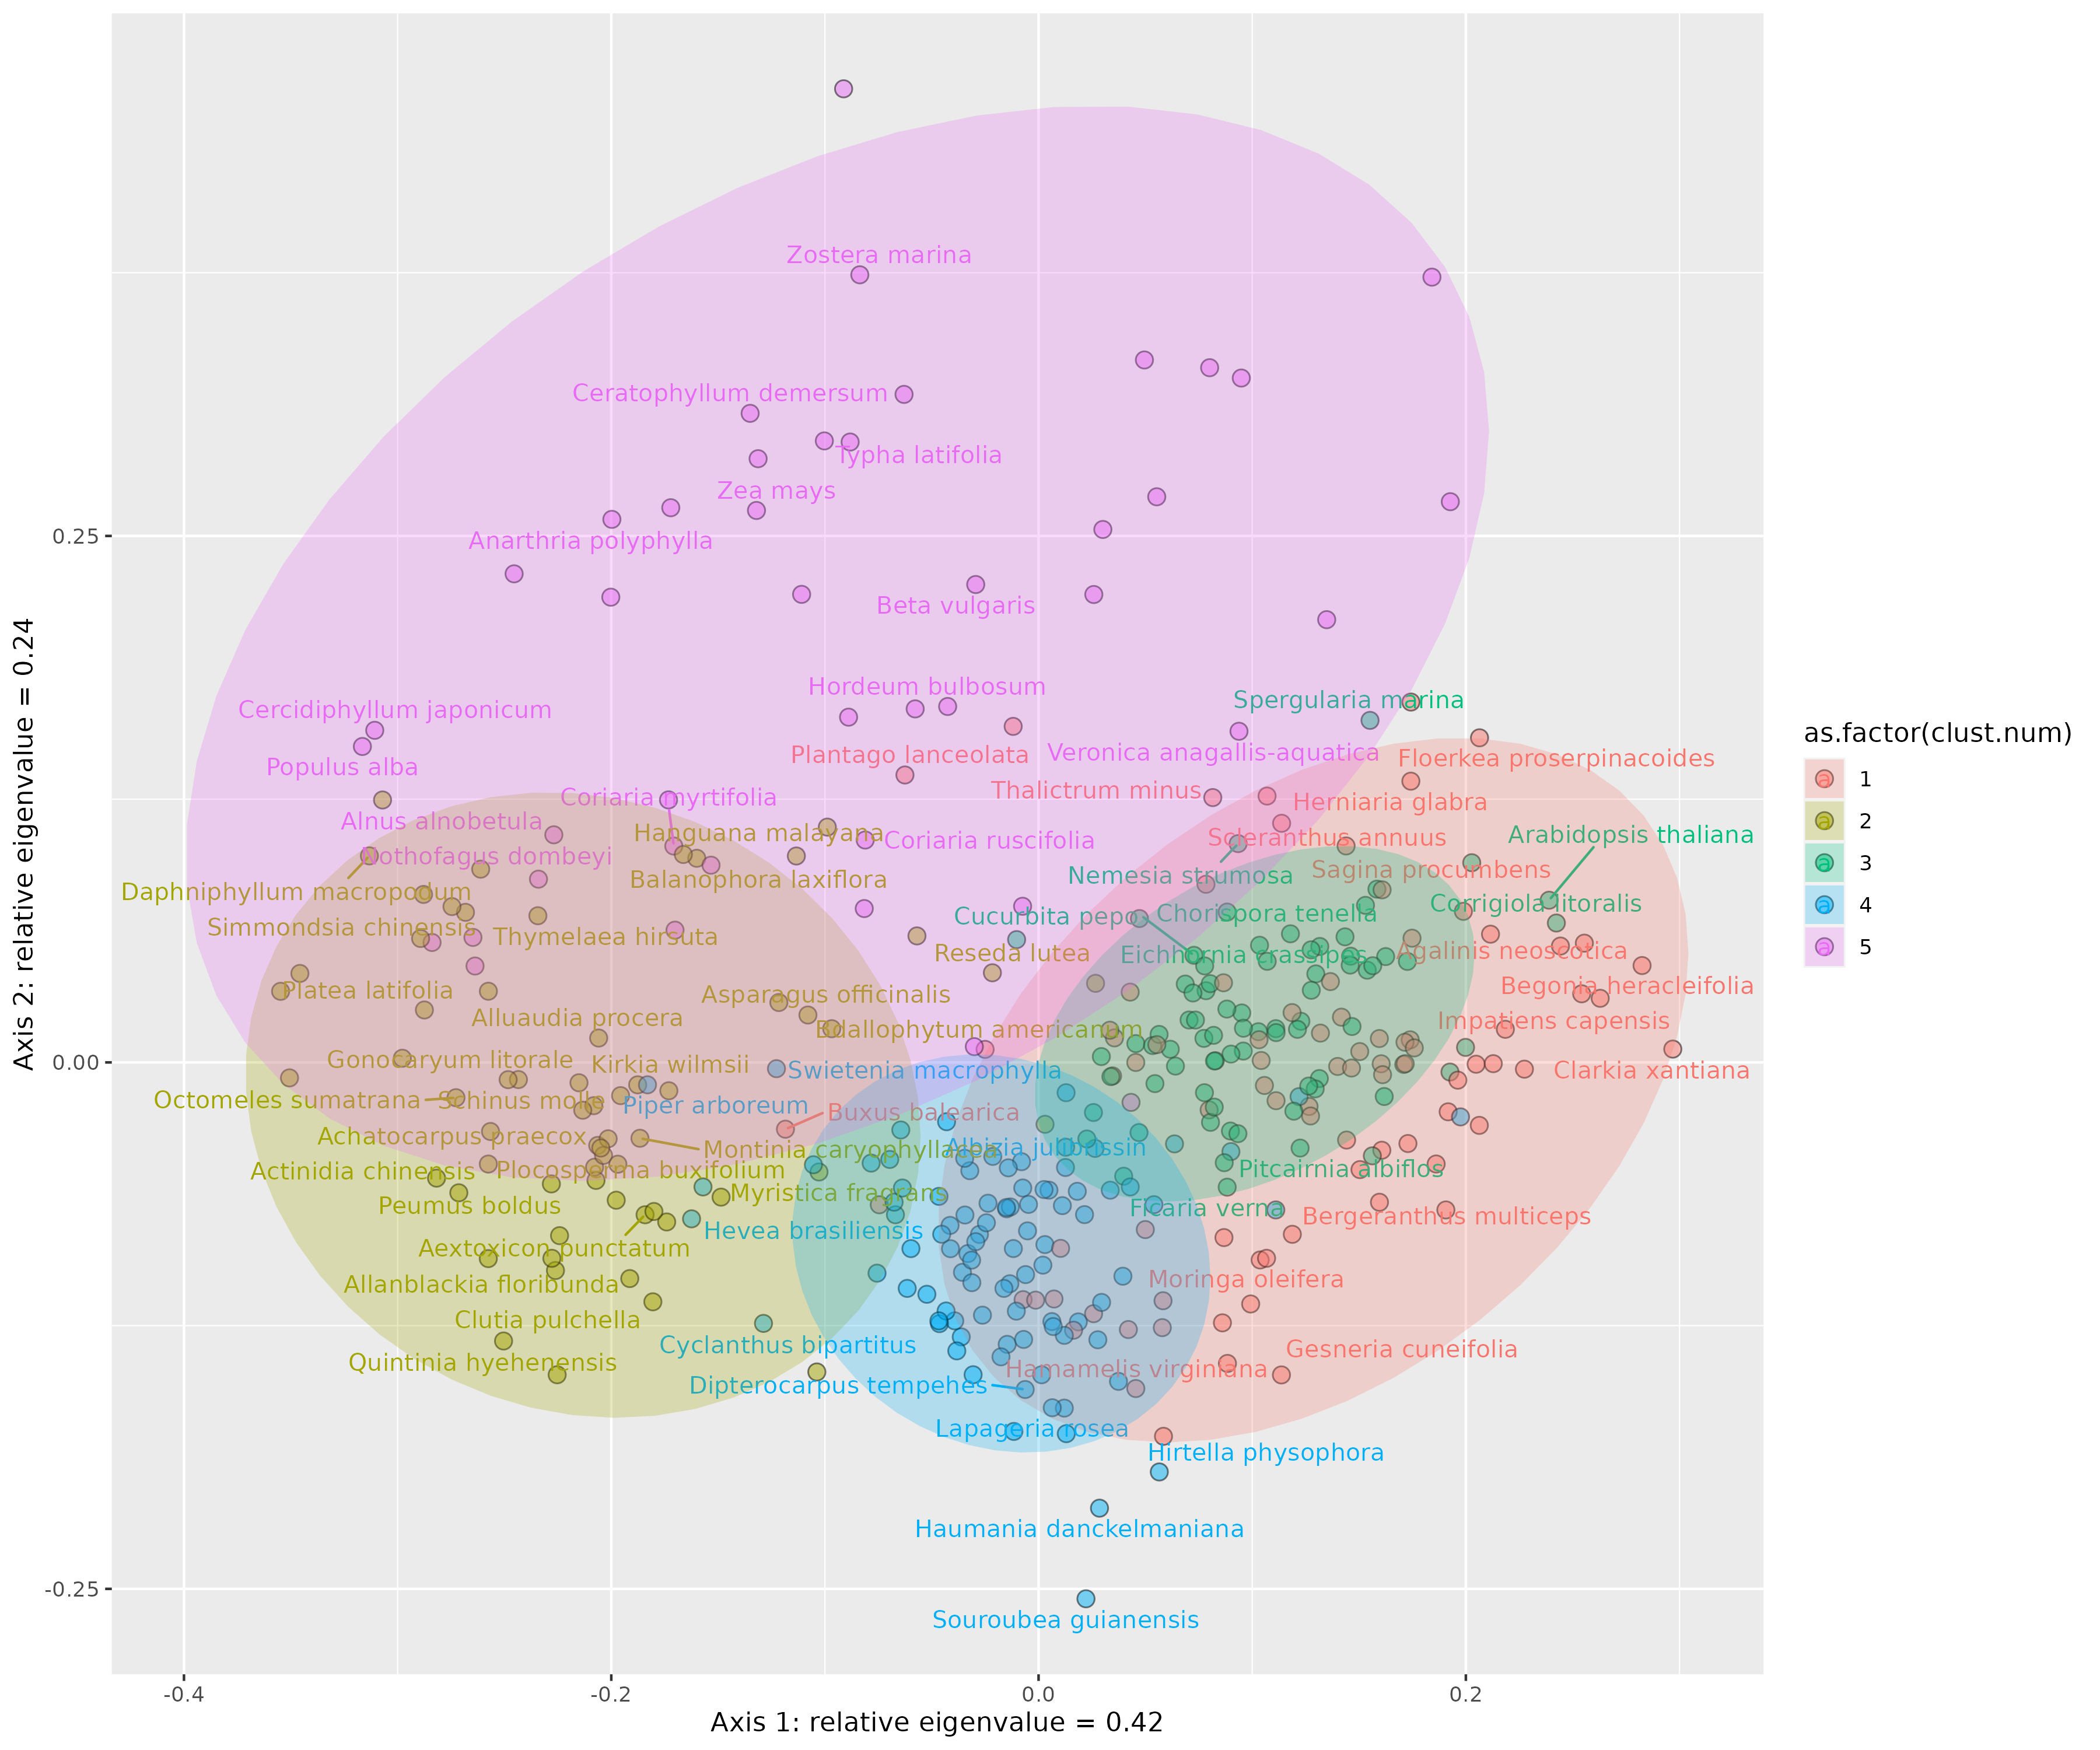 Zostera marina
Ceratophyllum demersum
Typha latifolia
Zea mays
0.25
Anarthria polyphylla
Beta vulgaris
Hordeum bulbosum
Spergularia marina
Cercidiphyllum japonicum
Plantago lanceolata
Veronica anagallis-aquatica
Floerkea proserpinacoides
Populus alba
Thalictrum minus
Coriaria myrtifolia
Herniaria glabra
Alnus alnobetula
Hanguana malayana
Coriaria ruscifolia
Scleranthus annuus
Arabidopsis thaliana
Nothofagus dombeyi
Sagina procumbens
Balanophora laxiflora
Nemesia strumosa
Daphniphyllum macropodum
Corrigiola litoralis
Cucurbita pepo
Chorispora tenella
Simmondsia chinensis
Thymelaea hirsuta
Reseda lutea
Eichhornia crassipes
Agalinis neoscotica
Platea latifolia
Asparagus officinalis
Begonia heracleifolia
Alluaudia procera
Bdallophytum americanum
Impatiens capensis
0.00
Gonocaryum litorale
Kirkia wilmsii
Swietenia macrophylla
Clarkia xantiana
Octomeles sumatrana
Schinus molle
Piper arboreum
Buxus balearica
Achatocarpus praecox
Montinia caryophyllacea
Albizia julibrissin
Actinidia chinensis
Plocosperma buxifolium
Pitcairnia albiflos
Peumus boldus
Myristica fragrans
Ficaria verna
Bergeranthus multiceps
Hevea brasiliensis
Aextoxicon punctatum
Allanblackia floribunda
Moringa oleifera
Clutia pulchella
Cyclanthus bipartitus
Gesneria cuneifolia
Quintinia hyehenensis
Hamamelis virginiana
Dipterocarpus tempehes
Lapageria rosea
Hirtella physophora
Haumania danckelmaniana
-0.25
Souroubea guianensis
-0.4
-0.2
0.0
0.2
Axis 1: relative eigenvalue = 0.42
Axis 2: relative eigenvalue = 0.24
as.factor(clust.num)
1
2
3
4
5